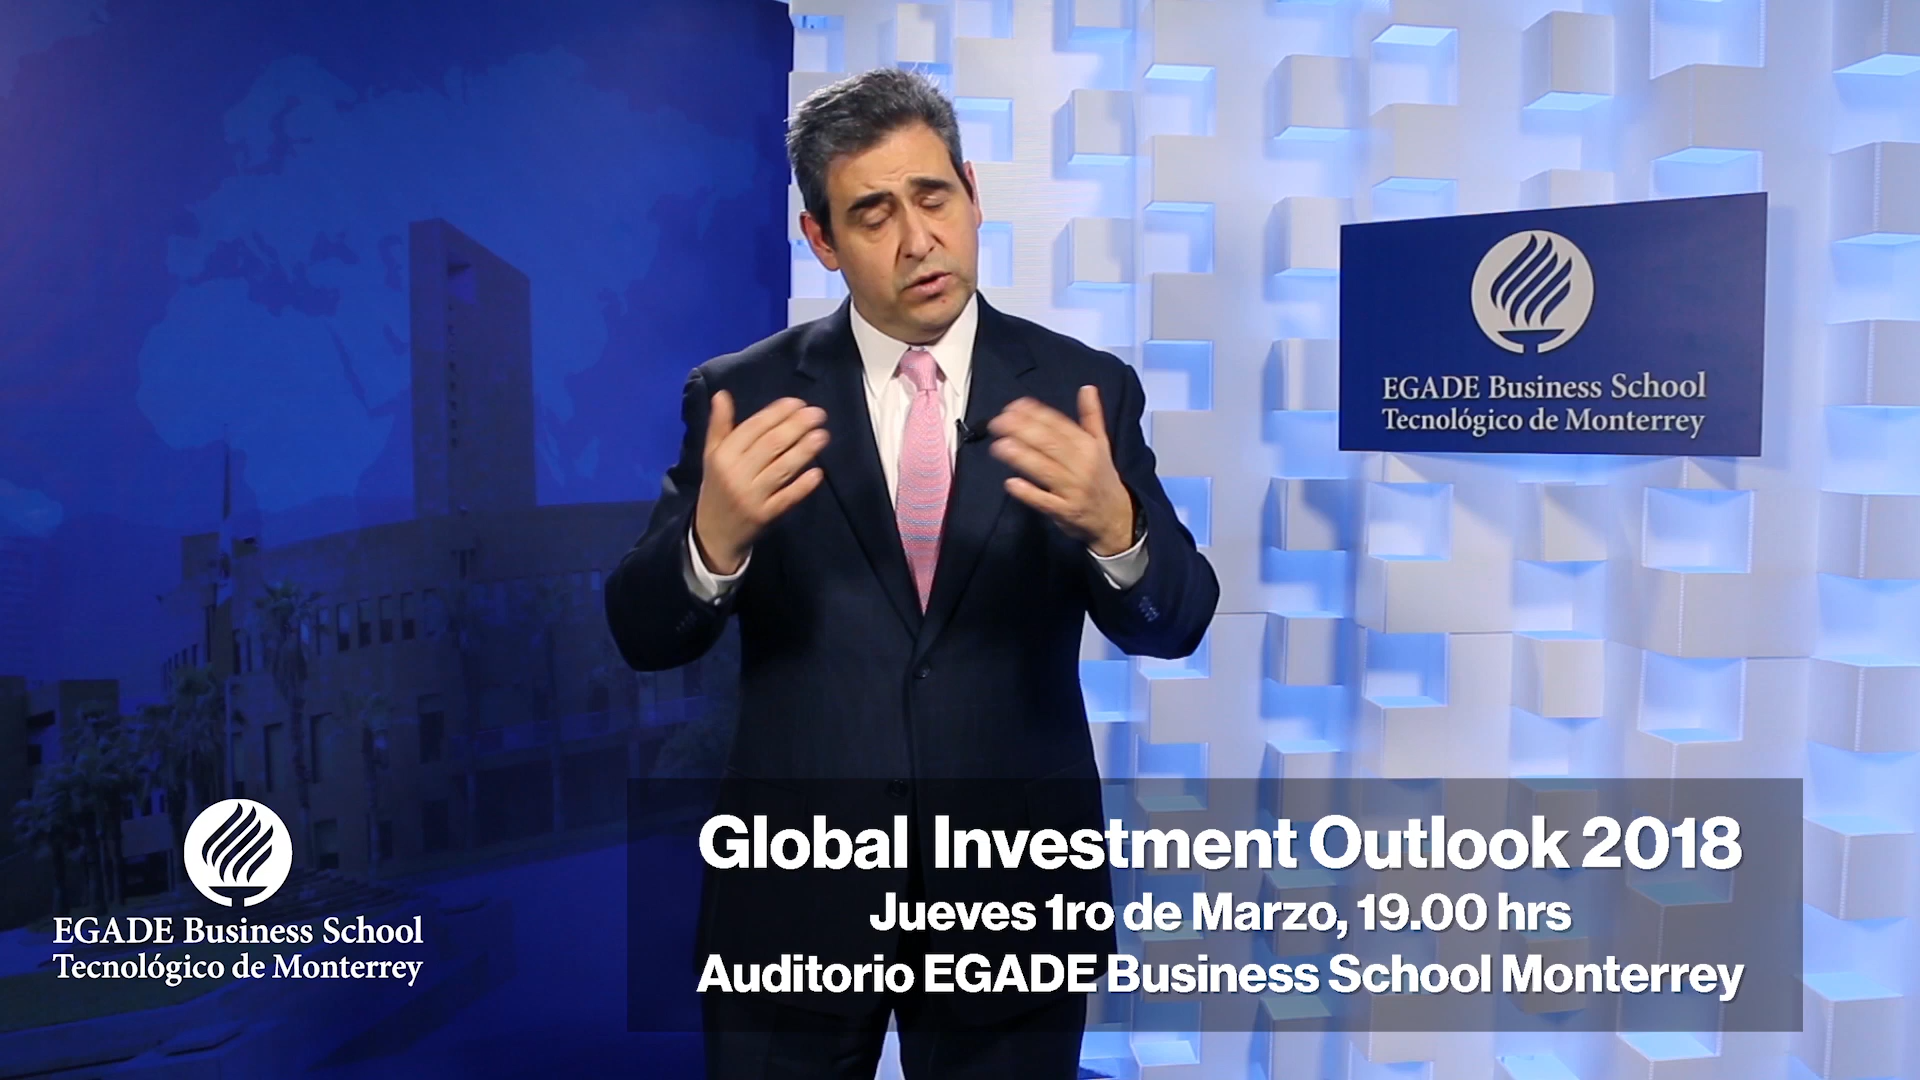 EGADE Business School
Tecnológico de Monterrey
Global Investment Outlook 2018
Jueves 1ro de Marzo, 19.00 hrs
Auditorio EGADE Business School Monterrey
EGADE Business School
Tecnológico de Monterrey